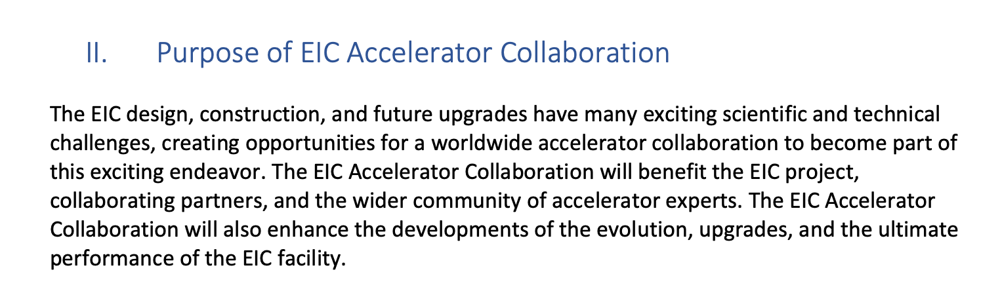 II. Purpose of EIC Accelerator Collaboration
The EIC design, construction, and future upgrades have many exciting scientific and technical
challenges, creating opportunities for a worldwide accelerator collaboration to become part of
this exciting endeavor. The EIC Accelerator Collaboration will benefit the EIC project,
collaborating partners, and the wider community of accelerator experts. The EIC Accelerator
Collaboration will also enhance the developments of the evolution, upgrades, and the ultimate
performance of the EIC facility.